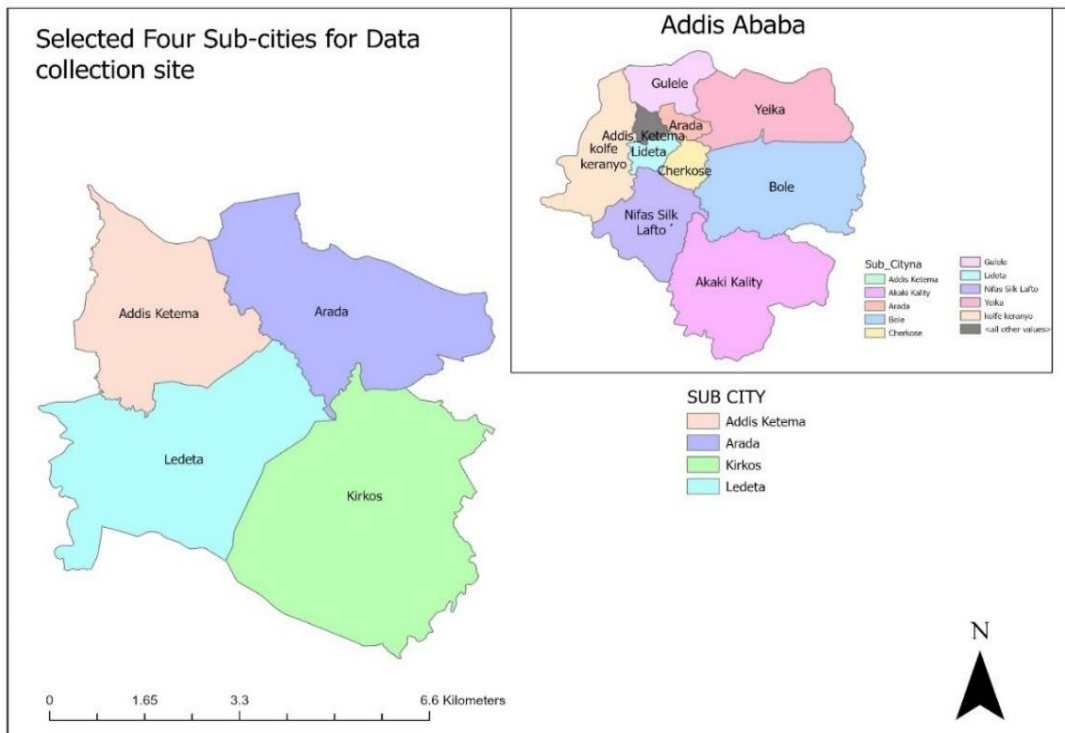 Selected Four Sub-cities for Data
collection site
Addis Ketema
Arada
Ledeta
Kirkos
0 1.65 3.3 6.6 Kilometers
Addis Ababa
Gulele
Yeika
Arada
Addis Ketema
kolfe
keranyo
Lideta
Cherkose
Bole
Nifas Silk
Lafto
Akaki Kality
Sub_Cityna
Addis Ketema
Akaki Kality
Arada
Bole
Cherkose
Gulele
Lideta
Nifas Silk Lafto
Yeika
kolfe keranyo
<all other values>
SUB CITY
Addis Ketema
Arada
Kirkos
Ledeta
N